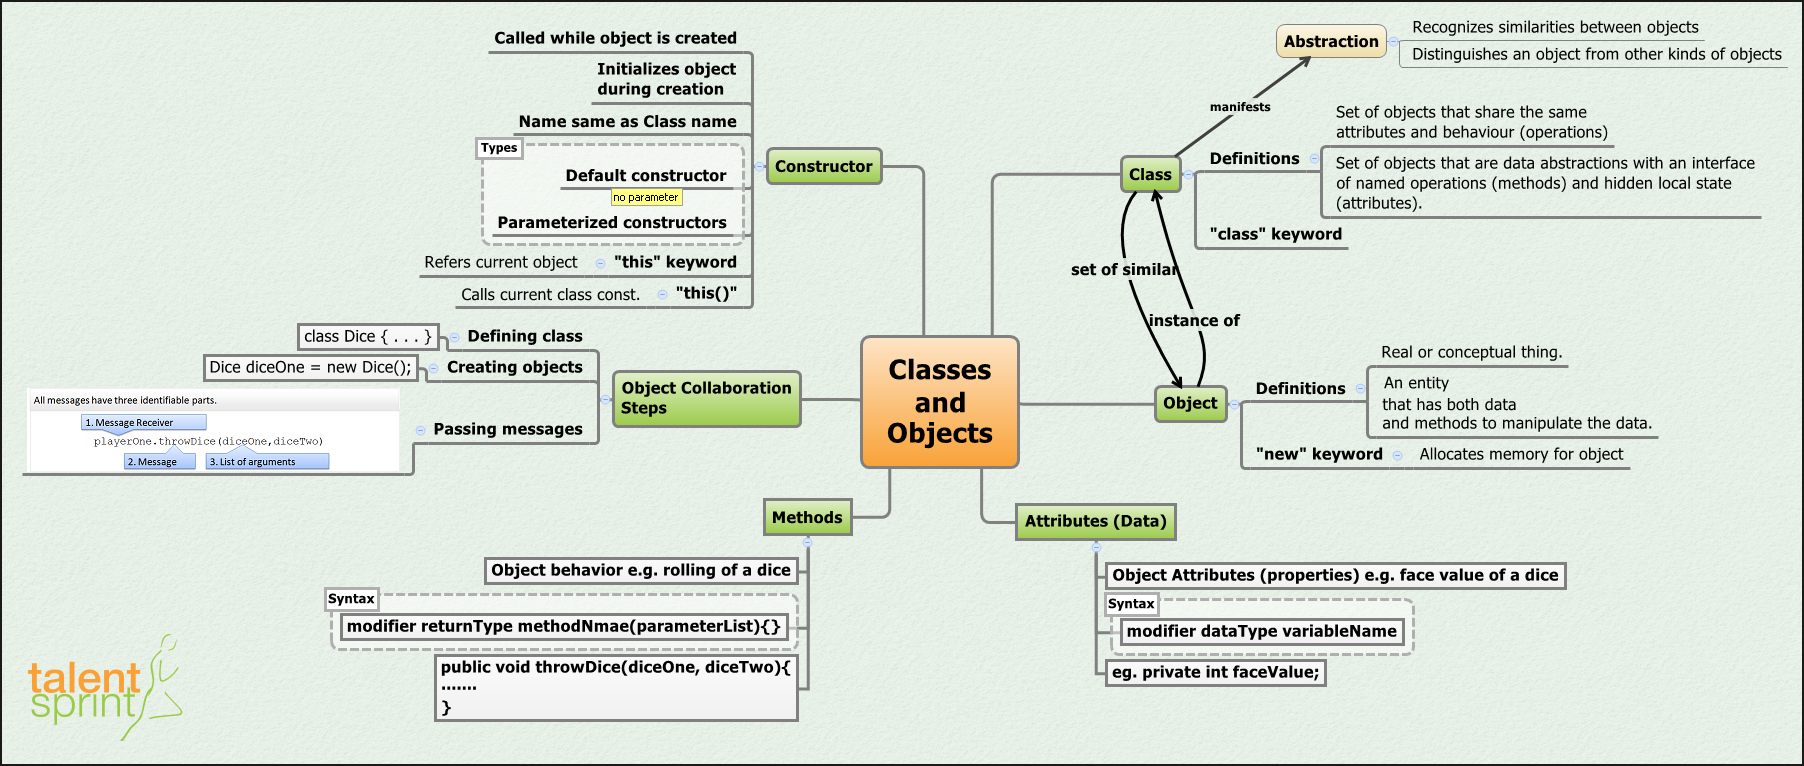 Classes
and
Objects
Constructor
Called while object is created
Initializes object
during creation
Name same as Class name
Types
Default constructor
no parameter
Parameterized constructors
"this" keyword
Refers current object
"this()"
Calls current class const.
Object Collaboration
Steps
Defining class
class Dice { . . . }
Creating objects
Dice diceOne = new Dice();
Passing messages
All messages have three identifiable parts.
1. Message Receiver
playerOne.throwDice(diceOne,diceTwo)
2. Message
3. List of arguments
Methods
Object behavior e.g. rolling of a dice
Syntax
modifier returnType methodNmae(parameterList){}
public void throwDice(diceOne, diceTwo){
.......
}
Class
manifests
Abstraction
Recognizes similarities between objects
Distinguishes an object from other kinds of objects
Definitions
Set of objects that share the same
attributes and behaviour (operations)
Set of objects that are data abstractions with an interface
of named operations (methods) and hidden local state
(attributes).
"class" keyword
set of similar
instance of
Object
Definitions
Real or conceptual thing.
An entity
that has both data
and methods to manipulate the data.
"new" keyword
Allocates memory for object
Attributes (Data)
Object Attributes (properties) e.g. face value of a dice
Syntax
modifier dataType variableName
eg. private int faceValue;
talent
sprint